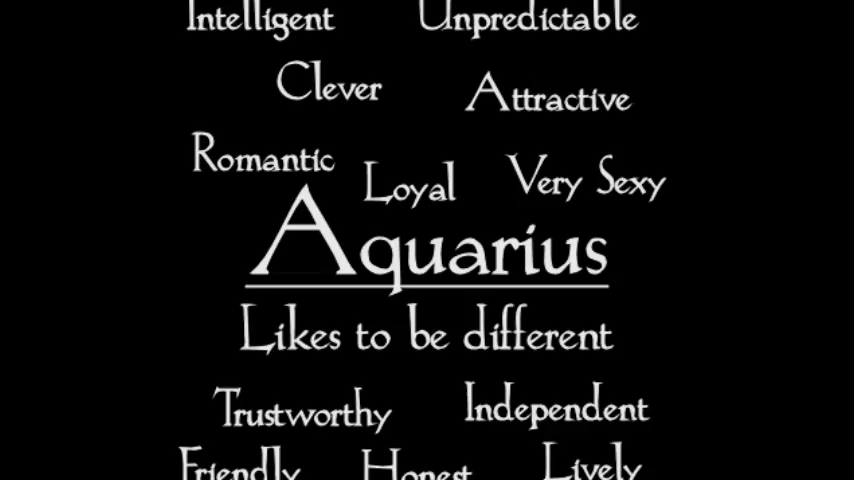 Intelligent Unpredictable
Clever Attractive
Romantic Loyal Very Sexy
Aquarius
Likes to be different
Trustworthy Independent
Friendly Honest Lively